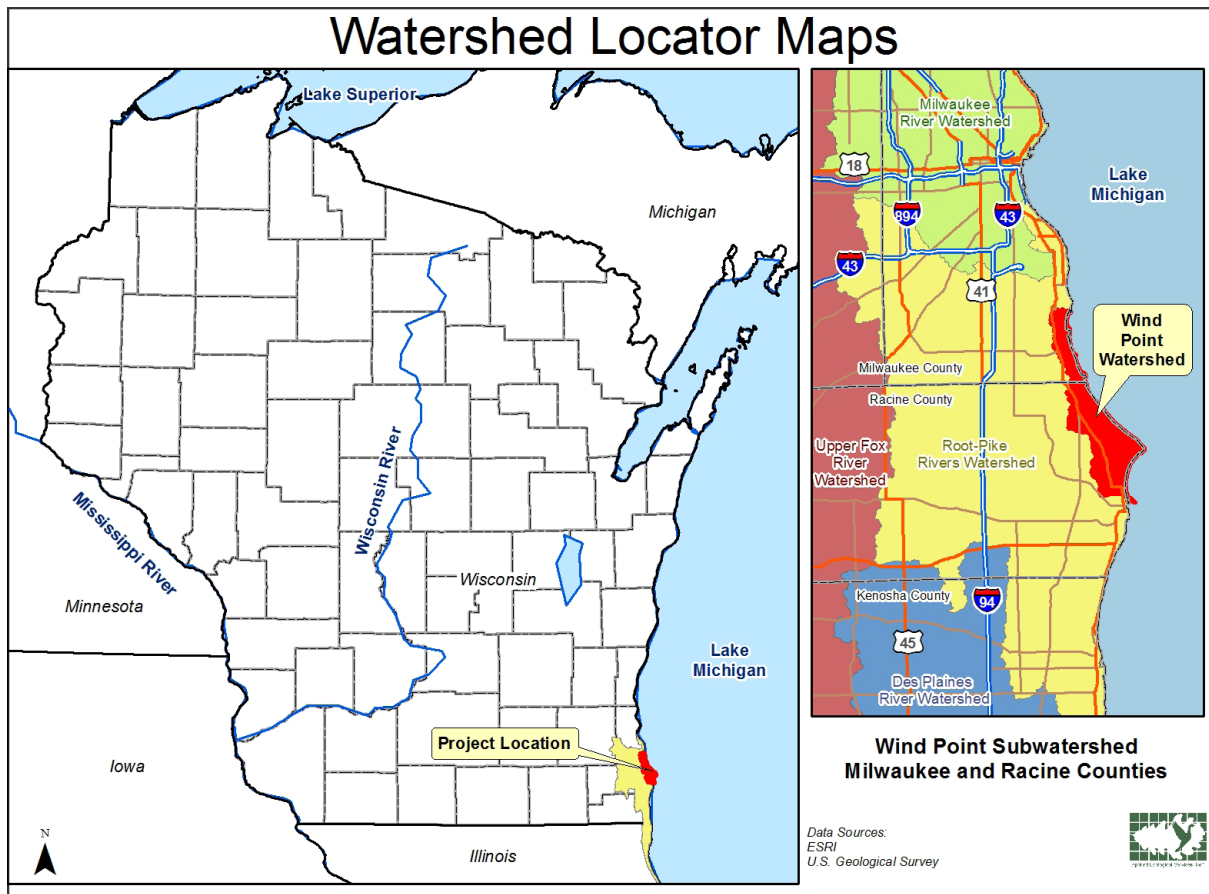 Watershed Locator Maps
Lake Superior
Michigan
Wisconsin River
Mississippi River
Minnesota
Wisconsin
Lake
Michigan
Project Location
Iowa
Illinois
N
Milwaukee
River Watershed
18
Lake
Michigan
894
43
43
41
Wind
Point
Watershed
Milwaukee County
Racine County
Upper Fox
River
Watershed
Root-Pike
Rivers Watershed
Kenosha County
94
45
Des Plaines
River Watershed
Wind Point Subwatershed
Milwaukee and Racine Counties
Data Sources:
ESRI
U.S. Geological Survey